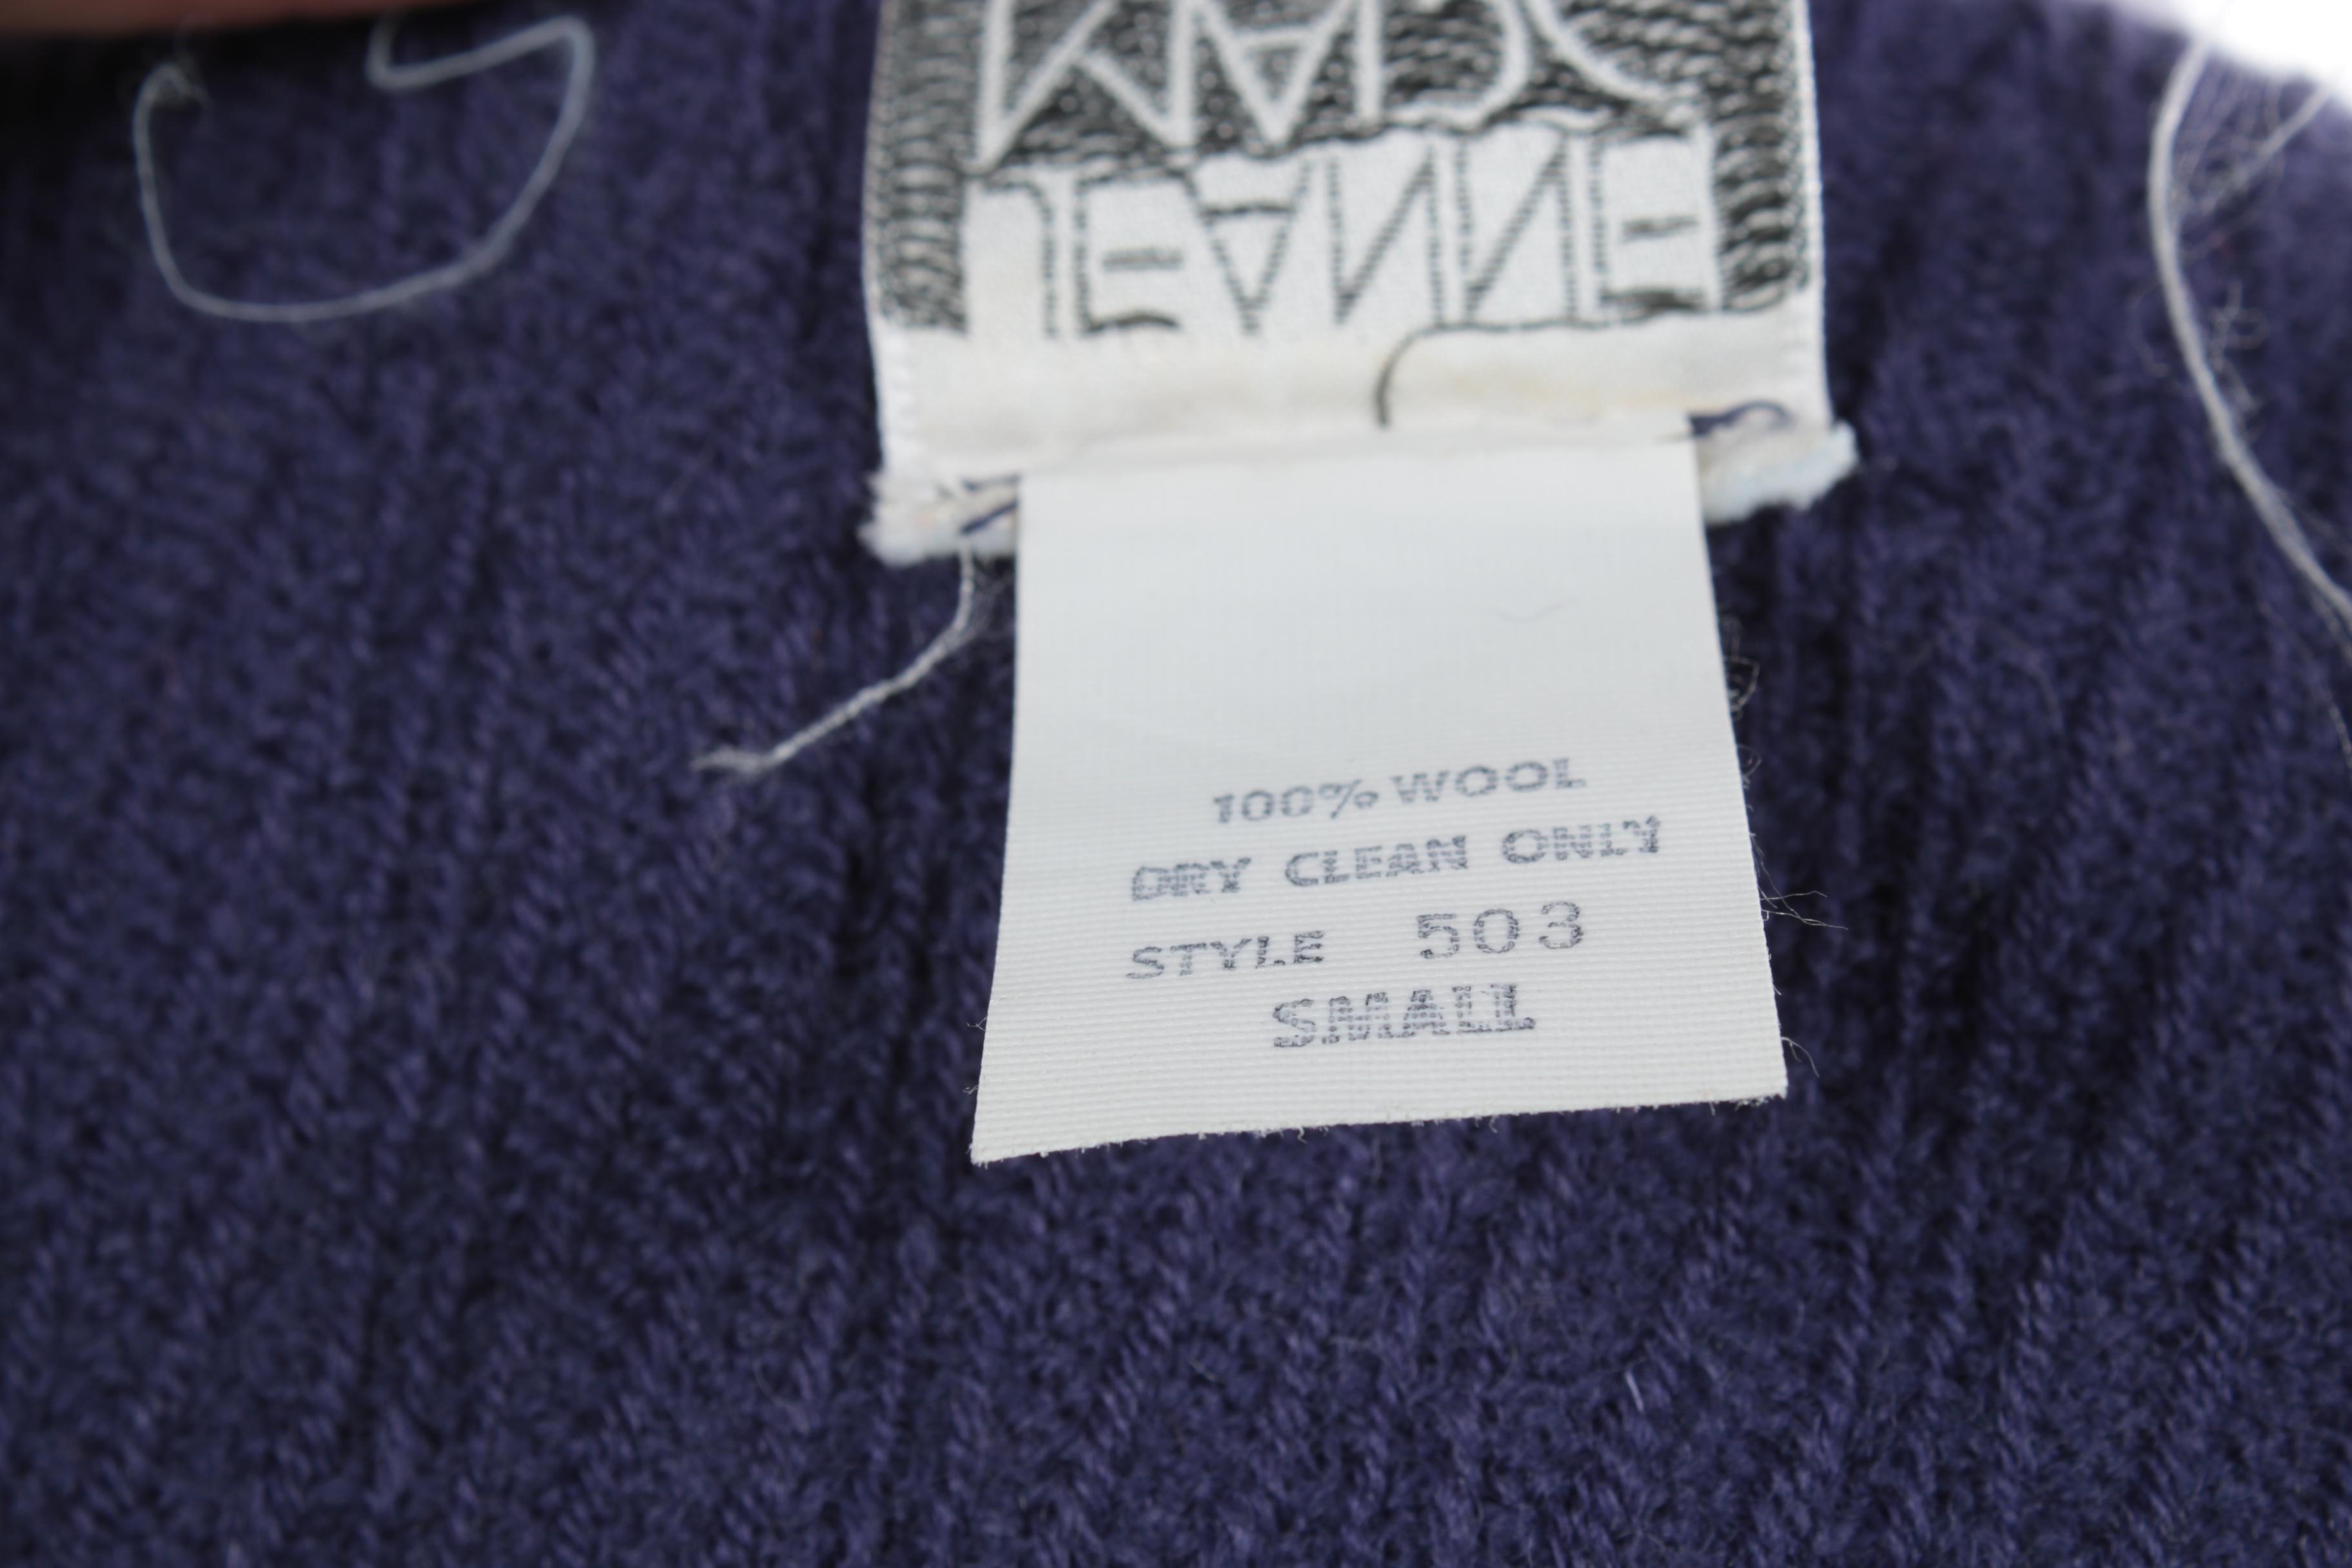 JEANNE
100% WOOL
DRY CLEAN ONLY
STYLE 503
SMALL